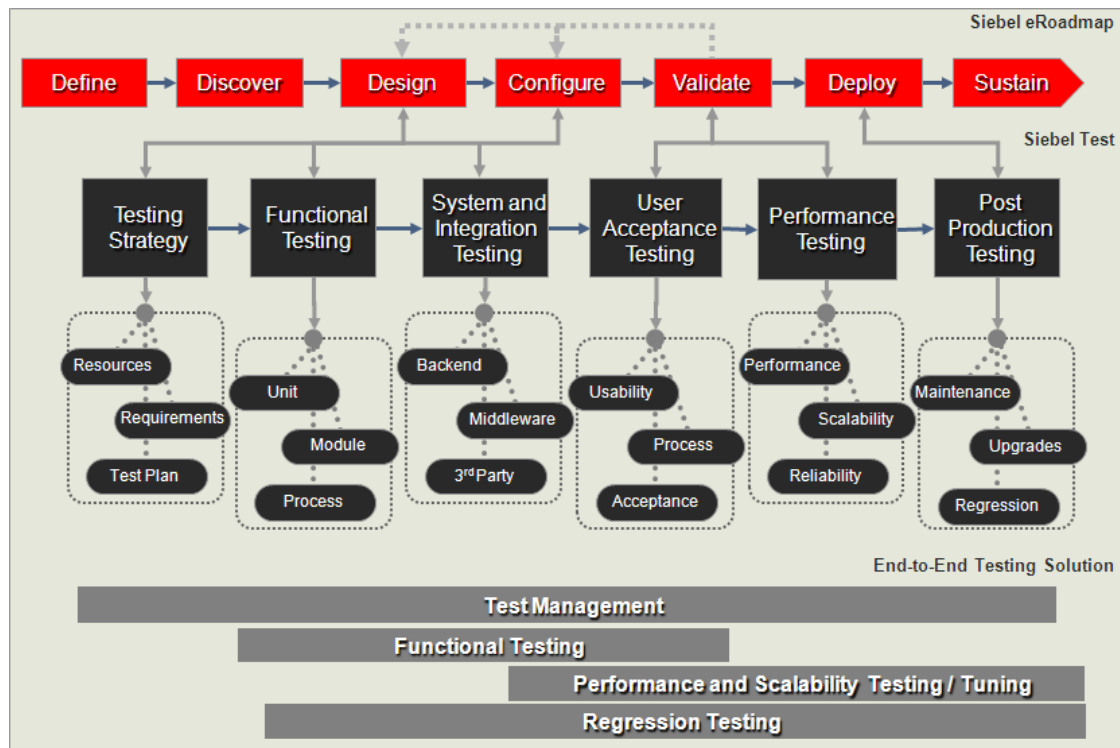 Siebel eRoadmap
Define
Discover
Design
Configure
Validate
Deploy
Sustain
Siebel Test
Testing
Strategy
Functional
Testing
System and
Integration
Testing
User
Acceptance
Testing
Performance
Testing
Post
Production
Testing
Resources
Requirements
Test Plan
Unit
Module
Process
Backend
Middleware
3rd Party
Usability
Process
Acceptance
Performance
Scalability
Reliability
Maintenance
Upgrades
Regression
End-to-End Testing Solution
Test Management
Functional Testing
Performance and Scalability Testing / Tuning
Regression Testing